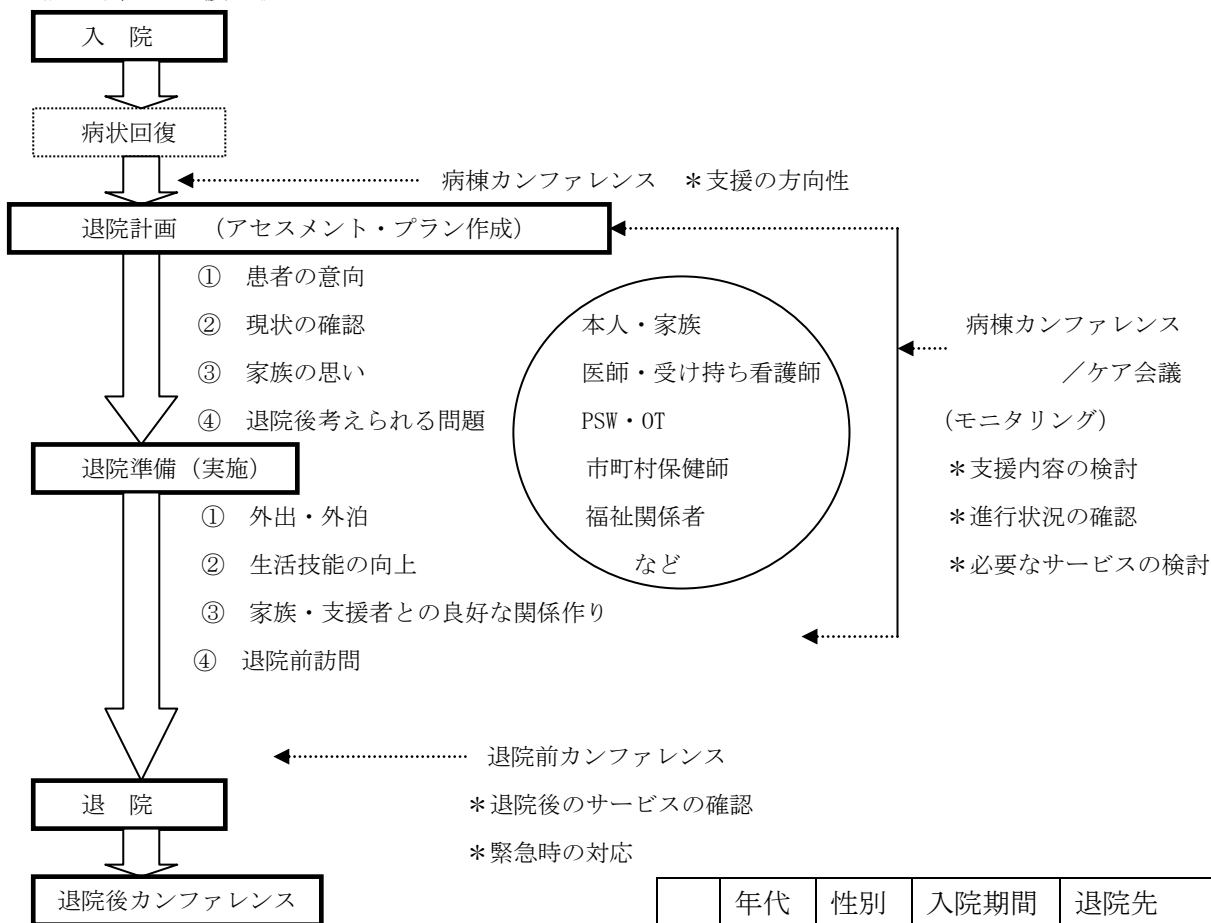 入 院
病状回復
病棟カンファレンス ＊支援の方向性
退院計画 （アセスメント・プラン作成）
① 患者の意向
② 現状の確認
③ 家族の思い
④ 退院後考えられる問題
本人・家族
医師・受け持ち看護師
PSW・OT
市町村保健師
福祉関係者
など
病棟カンファレンス
／ケア会議
（モニタリング）
＊支援内容の検討
＊進行状況の確認
＊必要なサービスの検討
退院準備（実施）
① 外出・外泊
② 生活技能の向上
③ 家族・支援者との良好な関係作り
④ 退院前訪問
退院前カンファレンス
＊退院後のサービスの確認
＊緊急時の対応
退 院
退院後カンファレンス
年代 性別 入院期間 退院先